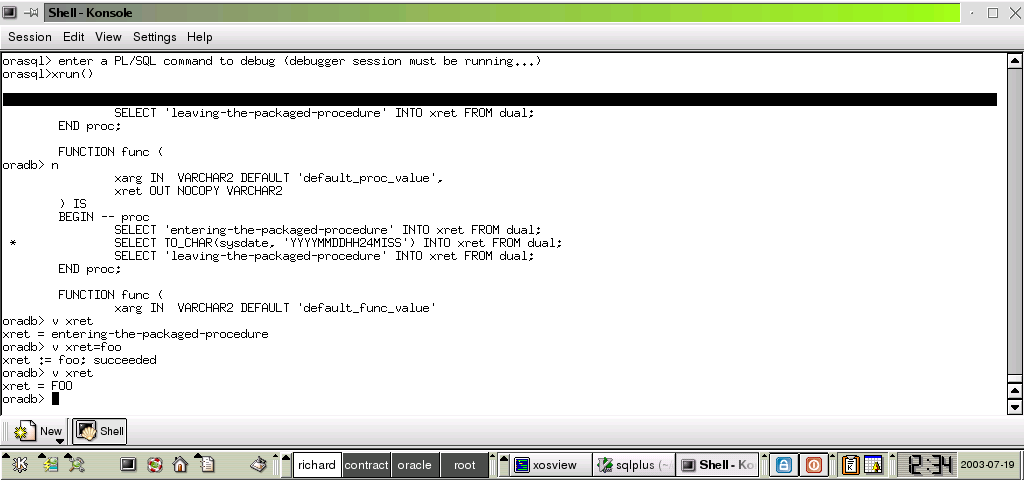 Shell - Konsole
Session Edit View Settings Help
orasql> enter a PL/SQL command to debug (debugger session must be running...)
orasql>xrun()
SELECT 'leaving-the-packaged-procedure' INTO xret FROM dual;
END proc;
FUNCTION func (
oradb> n
xarg IN  VARCHAR2 DEFAULT 'default_proc_value',
xret OUT NOCOPY VARCHAR2
) IS
BEGIN -- proc
SELECT 'entering-the-packaged-procedure' INTO xret FROM dual;
* SELECT TO_CHAR(sysdate, 'YYYYMMDDHH24MISS') INTO xret FROM dual;
SELECT 'leaving-the-packaged-procedure' INTO xret FROM dual;
END proc;
FUNCTION func (
xarg IN  VARCHAR2 DEFAULT 'default_func_value'
oradb> v xret
xret = entering-the-packaged-procedure
oradb> v xret=foo
xret := foo; succeeded
oradb> v xret
xret = FOO
oradb>
New Shell
richard contract oracle root xosview sqlplus (~ Shell - Ko 2:34 2003-07-19